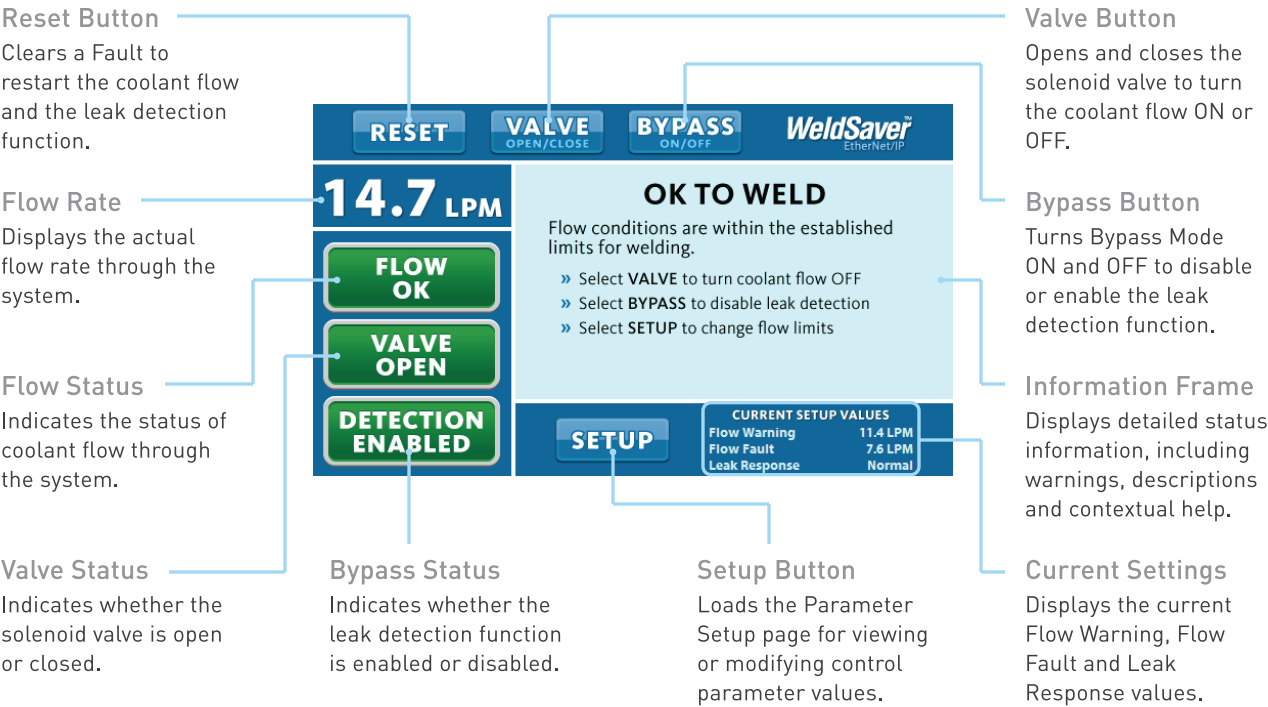 Reset Button
Clears a Fault to
restart the coolant flow
and the leak detection
function.
Flow Rate
Displays the actual
flow rate through the
system.
Flow Status
Indicates the status of
coolant flow through
the system.
Valve Status
Indicates whether the
solenoid valve is open
or closed.
RESET
VALVE
OPEN/CLOSE
BYPASS
ON/OFF
WeldSaver™
EtherNet/IP
14.7 LPM
FLOW
OK
VALVE
OPEN
DETECTION
ENABLED
OK TO WELD
Flow conditions are within the established
limits for welding.
» Select VALVE to turn coolant flow OFF
» Select BYPASS to disable leak detection
» Select SETUP to change flow limits
SETUP
CURRENT SETUP VALUES
Flow Warning 11.4 LPM
Flow Fault 7.6 LPM
Leak Response Normal
Bypass Status
Indicates whether the
leak detection function
is enabled or disabled.
Setup Button
Loads the Parameter
Setup page for viewing
or modifying control
parameter values.
Valve Button
Opens and closes the
solenoid valve to turn
the coolant flow ON or
OFF.
Bypass Button
Turns Bypass Mode
ON and OFF to disable
or enable the leak
detection function.
Information Frame
Displays detailed status
information, including
warnings, descriptions
and contextual help.
Current Settings
Displays the current
Flow Warning, Flow
Fault and Leak
Response values.